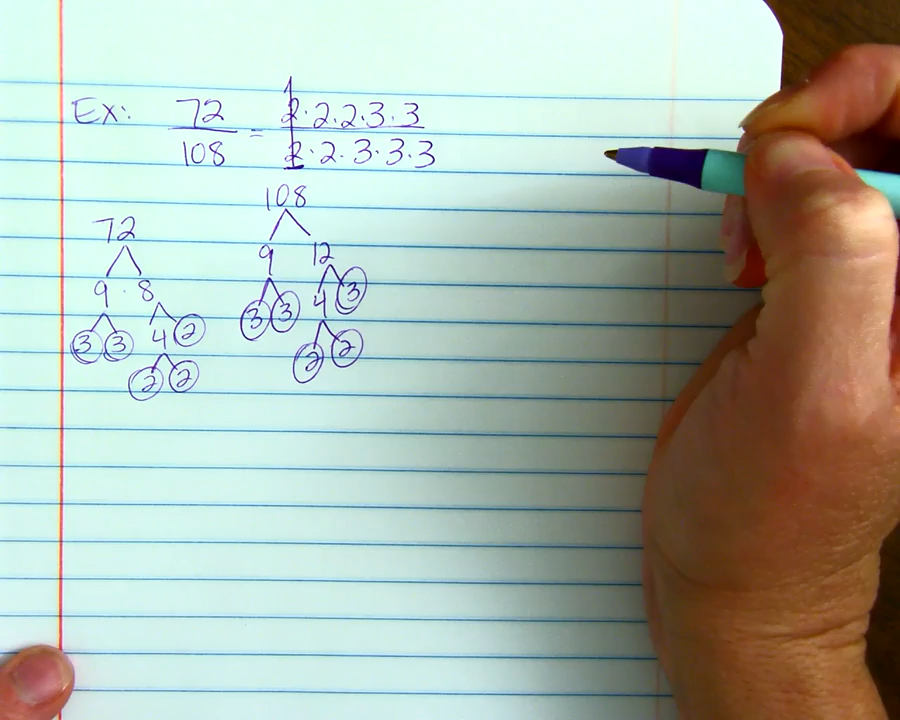 Ex: 72/108 = 2·2·2·3·3/2·2·3·3·3
108
72
9 12
9 · 8
3 3 4 3
3 3 4 2
2 2
2 2